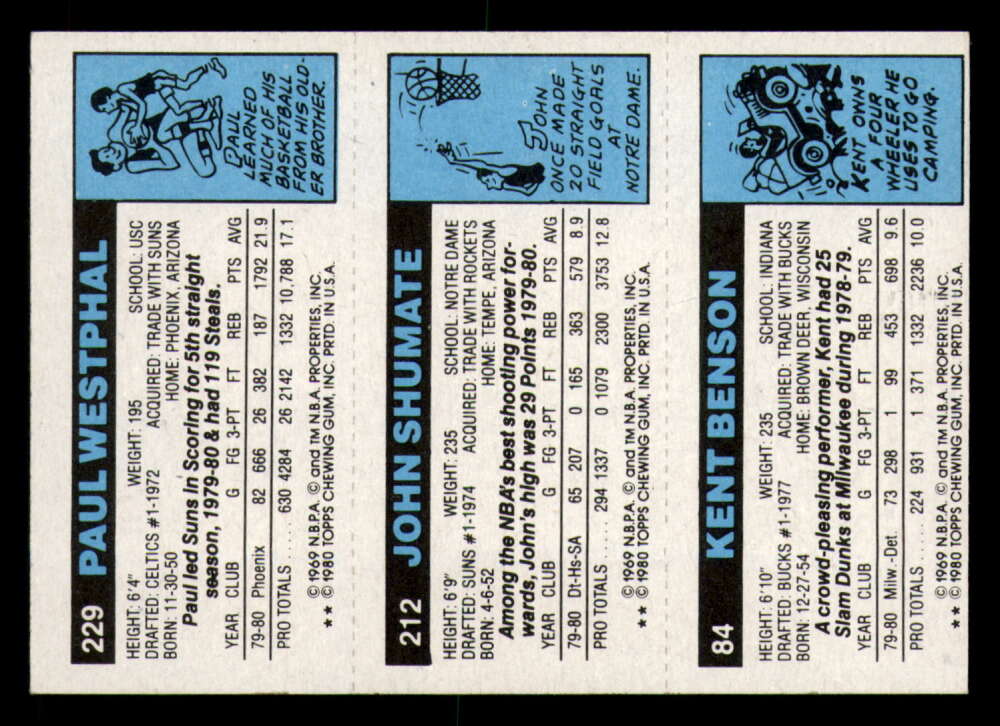 229 PAUL WESTPHAL
HEIGHT: 6'4" WEIGHT: 195 SCHOOL: USC
DRAFTED: CELTICS #1-1972 ACQUIRED: TRADE WITH SUNS
BORN: 11-30-50 HOME: PHOENIX, ARIZONA
Paul led Suns In Scoring for 5th straight
season, 1979-80 & had 119 Steals.
YEAR CLUB G FG 3-PT FT REB PTS AVG
79-80 Phoenix 82 666 26 382 187 1792 21.9
PRO TOTALS ..... 630 4284 26 2142 1332 10,788 17.1
★★ © 1969 N.B.P.A. © and TM N.B.A. PROPERTIES, INC.
© 1980 TOPPS CHEWING GUM, INC. PRTD. IN U.S.A.
PAUL
LEARNED
MUCH OF HIS
BASKETBALL
FROM HIS OLD-
ER BROTHER.
212 JOHN SHUMATE
HEIGHT: 6'9" WEIGHT: 235 SCHOOL: NOTRE DAME
DRAFTED: SUNS #1-1974 ACQUIRED: TRADE WITH ROCKETS
BORN: 4-6-52 HOME: TEMPE, ARIZONA
Among the NBA's best shooting power for-
wards, John's high was 29 Points 1979-80.
YEAR CLUB G FG 3-PT FT REB PTS AVG
79-80 Dt-Hs-SA 65 207 0 165 363 579 8.9
PRO TOTALS ..... 294 1337 0 1079 2300 3753 12.8
★★ © 1969 N.B.P.A. © and TM N.B.A. PROPERTIES, INC.
© 1980 TOPPS CHEWING GUM, INC. PRTD. IN U.S.A.
JOHN
ONCE MADE
20 STRAIGHT
FIELD GOALS
AT
NOTRE DAME.
84 KENT BENSON
HEIGHT: 6'10" WEIGHT: 235 SCHOOL: INDIANA
DRAFTED: BUCKS #1-1977 ACQUIRED: TRADE WITH BUCKS
BORN: 12-27-54 HOME: BROWN DEER, WISCONSIN
A crowd-pleasing performer, Kent had 25
Slam Dunks at Milwaukee during 1978-79.
YEAR CLUB G FG 3-PT FT REB PTS AVG
79-80 Milw.-Det. 73 298 1 99 453 698 9.6
PRO TOTALS ..... 224 931 1 371 1332 2236 10.0
★★ © 1969 N.B.P.A. © and TM N.B.A. PROPERTIES, INC.
© 1980 TOPPS CHEWING GUM, INC. PRTD. IN U.S.A.
KENT OWNS
A FOUR
WHEELER HE
USES TO GO
CAMPING.